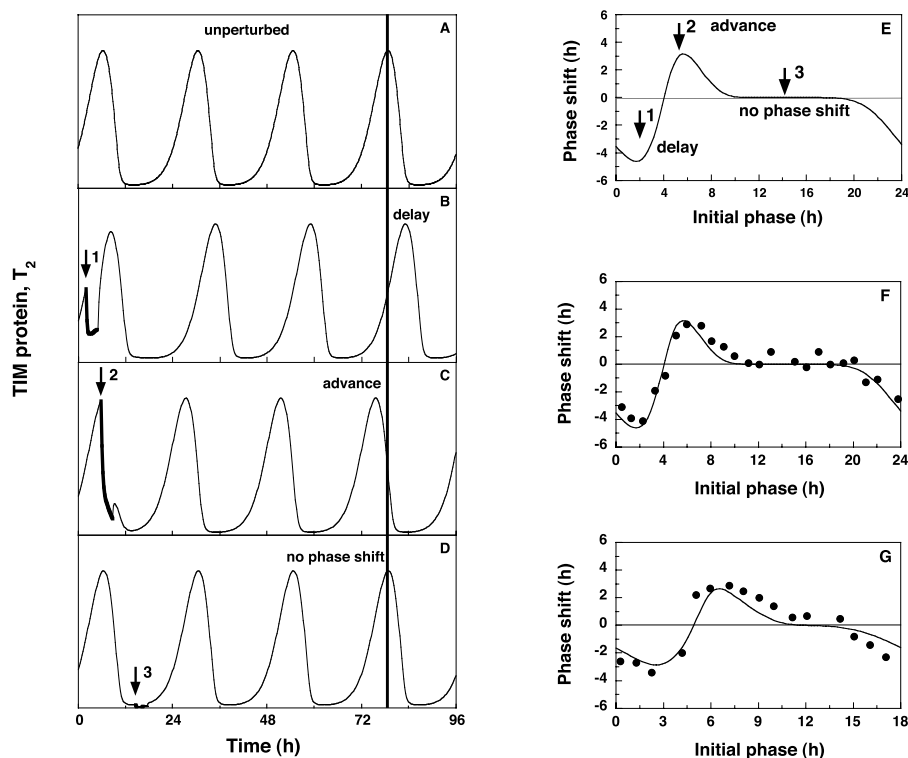 TIM protein, T2
unperturbed
A
B
delay
1
C
advance
2
D
no phase shift
3
0 24 48 72 96
Time (h)
E
2 advance
3
no phase shift
1
delay
6
4
2
0
-2
-4
-6
0 4 8 12 16 20 24
Phase shift (h)
Initial phase (h)
F
6
4
2
0
-2
-4
-6
0 4 8 12 16 20 24
Phase shift (h)
Initial phase (h)
G
6
4
2
0
-2
-4
-6
0 3 6 9 12 15 18
Phase shift (h)
Initial phase (h)